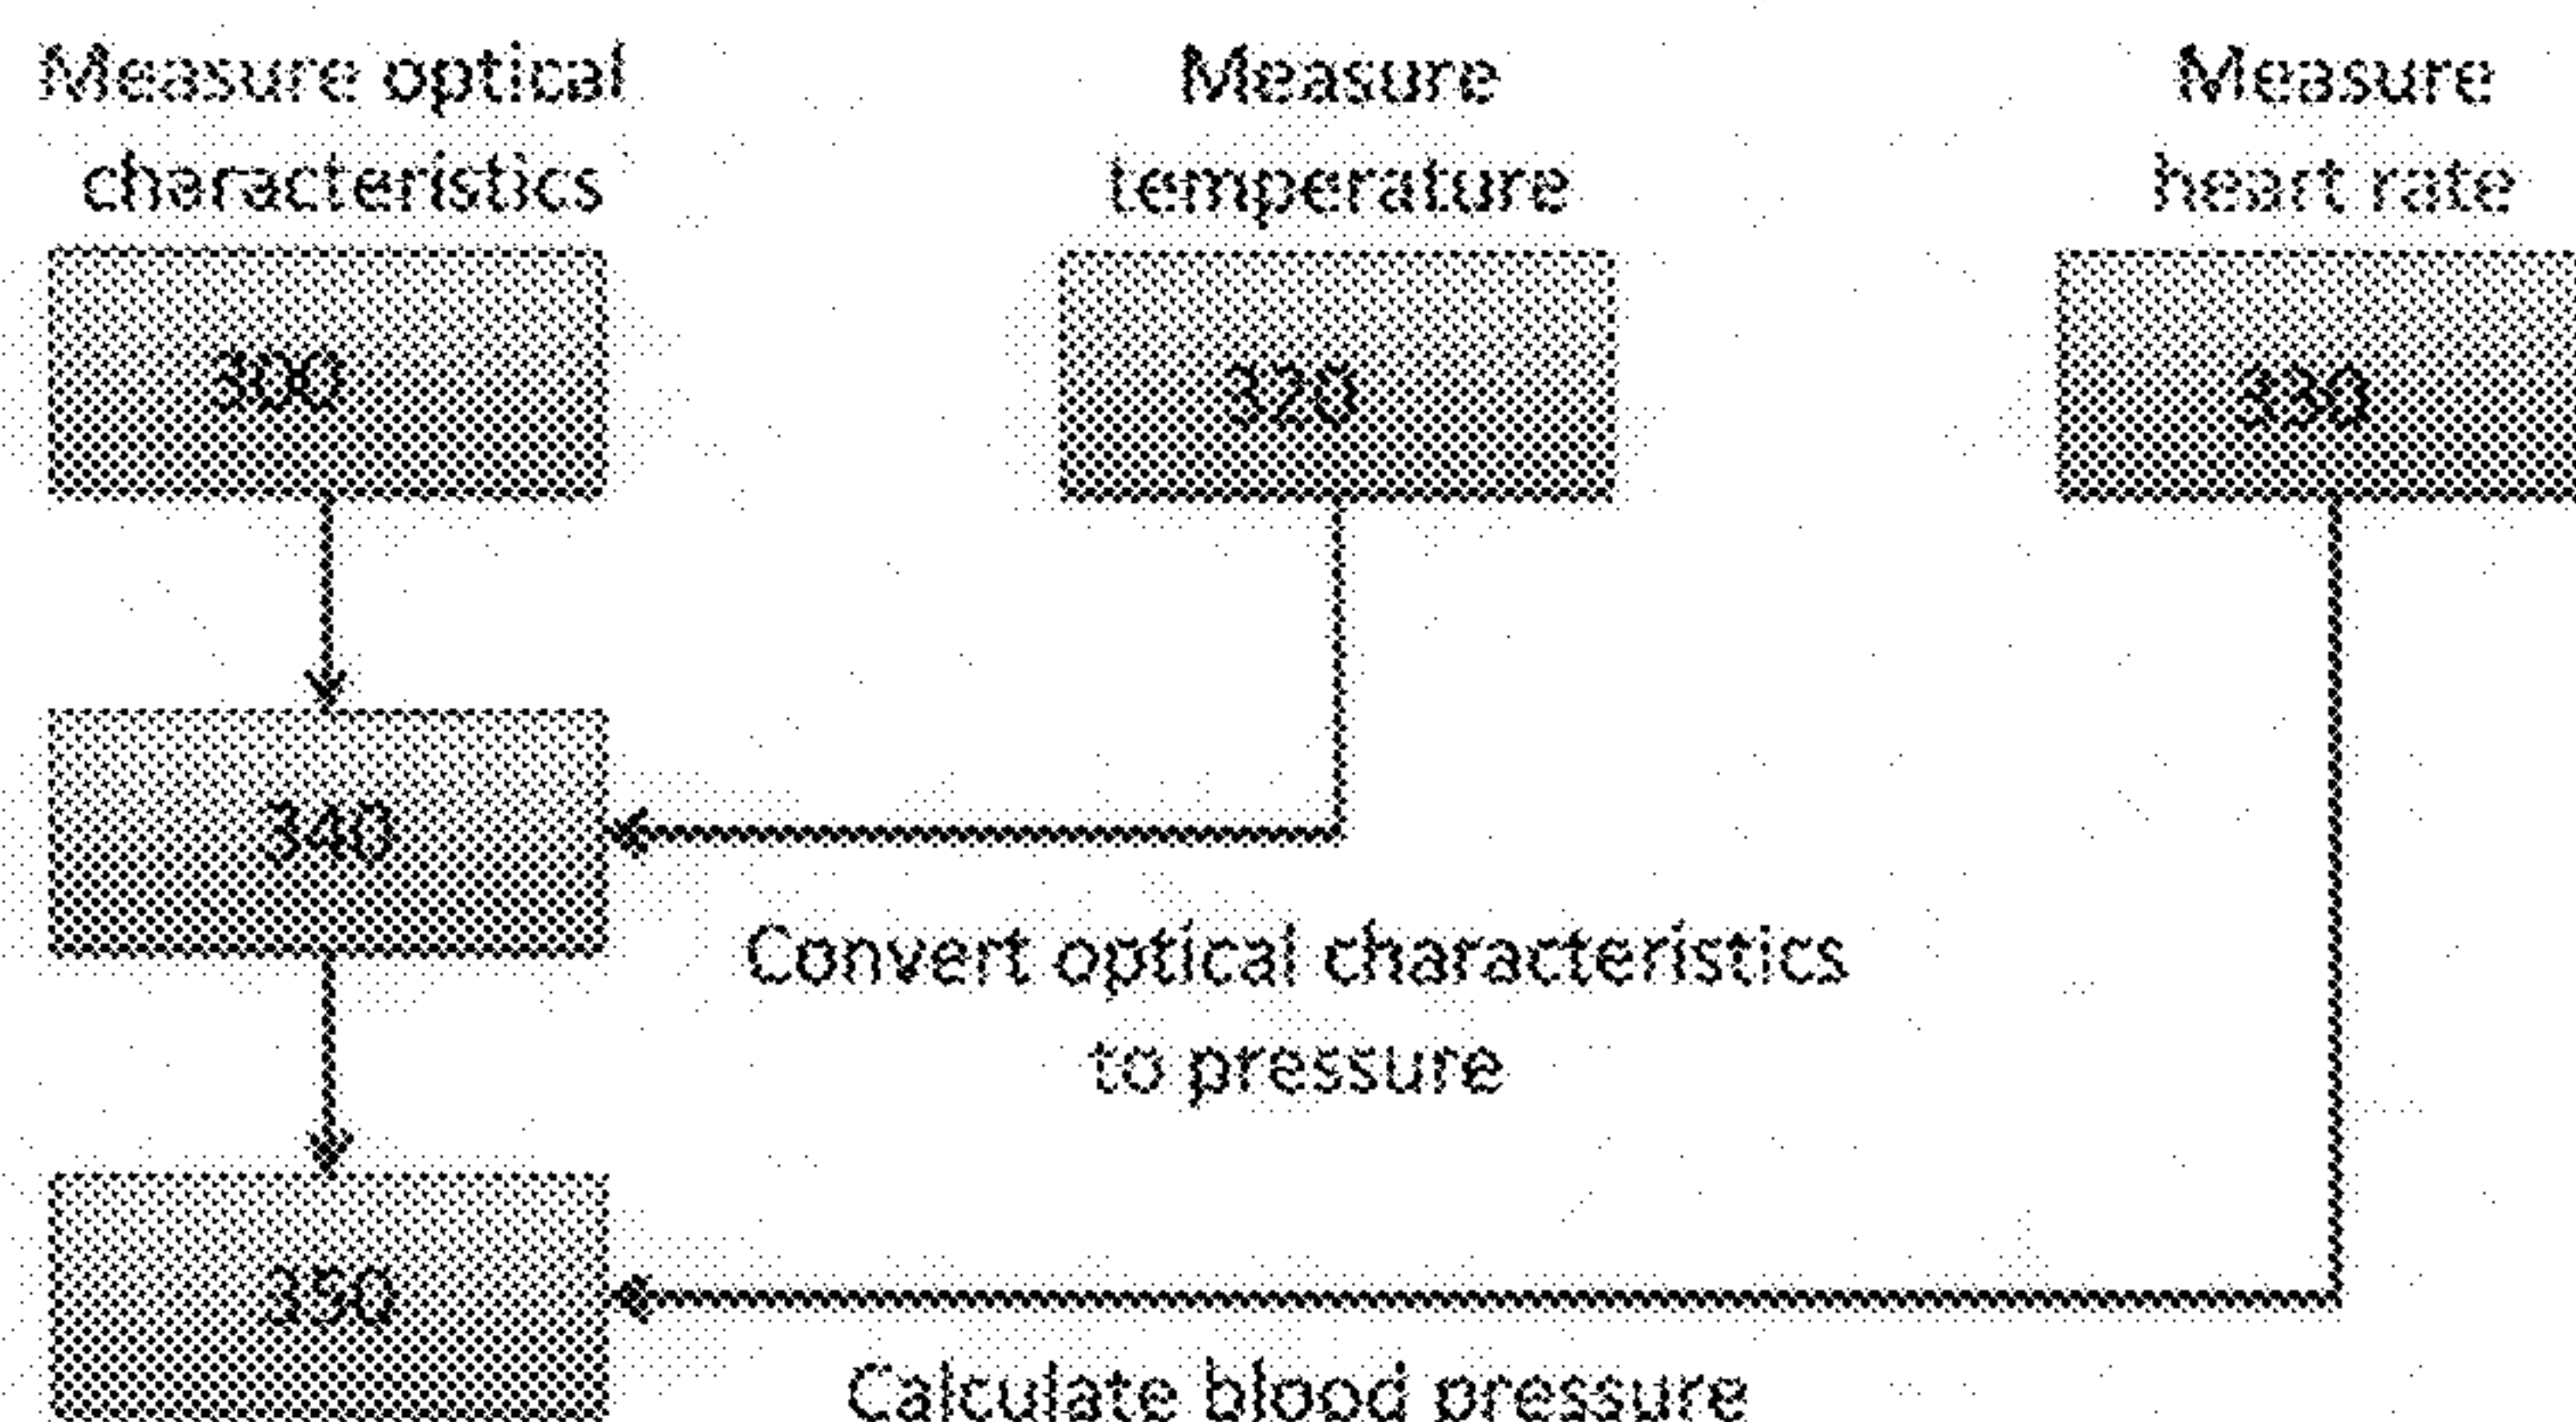 Measure optical
characteristics
Measure
temperature
Measure
heart rate
300
320
330
340
Convert optical characteristics
to pressure
350
Calculate blood pressure